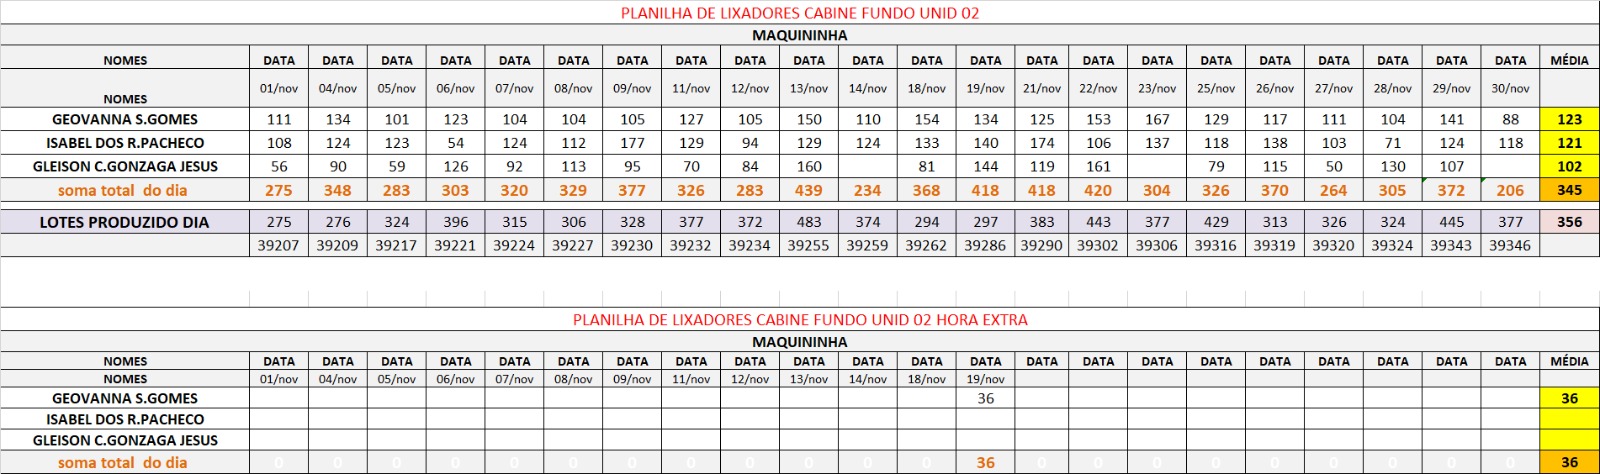 PLANILHA DE LIXADORES CABINE FUNDO UNID 02
MAQUININHA
NOMES DATA DATA DATA DATA DATA DATA DATA DATA DATA DATA DATA DATA DATA DATA DATA DATA DATA DATA DATA DATA DATA DATA MÉDIA
NOMES 01/nov 04/nov 05/nov 06/nov 07/nov 08/nov 09/nov 11/nov 12/nov 13/nov 14/nov 18/nov 19/nov 21/nov 22/nov 23/nov 25/nov 26/nov 27/nov 28/nov 29/nov 30/nov
GEOVANNA S.GOMES 111 134 101 123 104 104 105 127 105 150 110 154 134 125 153 167 129 117 111 104 141 88 123
ISABEL DOS R.PACHECO 108 124 123 54 124 112 177 129 94 129 124 133 140 174 106 137 118 138 103 71 124 118 121
GLEISON C.GONZAGA JESUS 56 90 59 126 92 113 95 70 84 160 81 144 119 161 79 115 50 130 107 102
soma total do dia 275 348 283 303 320 329 377 326 283 439 234 368 418 418 420 304 326 370 264 305 372 206 345
LOTES PRODUZIDO DIA 275 276 324 396 315 306 328 377 372 483 374 294 297 383 443 377 429 313 326 324 445 377 356
39207 39209 39217 39221 39224 39227 39230 39232 39234 39255 39259 39262 39286 39290 39302 39306 39316 39319 39320 39324 39343 39346
PLANILHA DE LIXADORES CABINE FUNDO UNID 02 HORA EXTRA
MAQUININHA
NOMES DATA DATA DATA DATA DATA DATA DATA DATA DATA DATA DATA DATA DATA DATA DATA DATA DATA DATA DATA DATA DATA DATA MÉDIA
NOMES 01/nov 04/nov 05/nov 06/nov 07/nov 08/nov 09/nov 11/nov 12/nov 13/nov 14/nov 18/nov 19/nov
GEOVANNA S.GOMES 36 36
ISABEL DOS R.PACHECO
GLEISON C.GONZAGA JESUS
soma total do dia 0 0 0 0 0 0 0 0 0 0 0 0 36 0 0 0 0 0 0 0 0 0 36